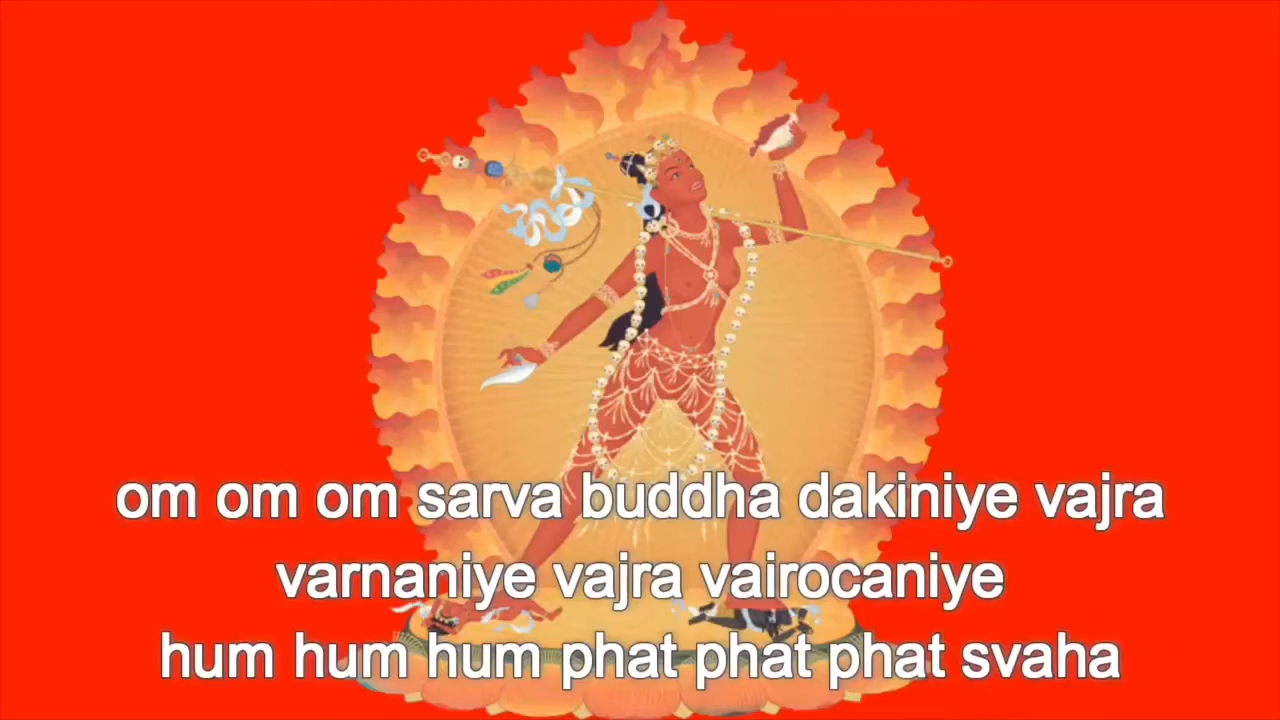 om om om sarva buddha dakiniye vajra
varnaniye vajra vairocaniye
hum hum hum phat phat phat svaha